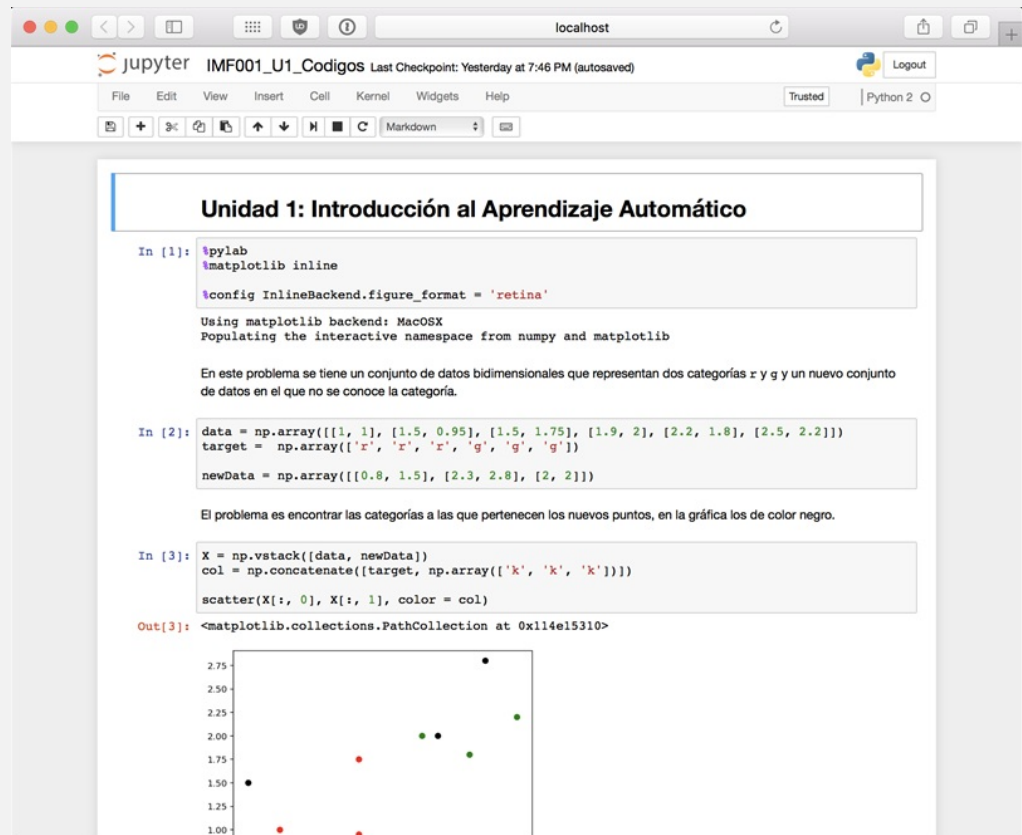 localhost
jupyter IMF001_U1_Codigos Last Checkpoint: Yesterday at 7:46 PM (autosaved) Logout
File Edit View Insert Cell Kernel Widgets Help Trusted Python 2
Markdown
Unidad 1: Introducción al Aprendizaje Automático
In [1]: %pylab
%matplotlib inline
%config InlineBackend.figure_format = 'retina'
Using matplotlib backend: MacOSX
Populating the interactive namespace from numpy and matplotlib
En este problema se tiene un conjunto de datos bidimensionales que representan dos categorías r y g y un nuevo conjunto
de datos en el que no se conoce la categoría.
In [2]: data = np.array([[1, 1], [1.5, 0.95], [1.5, 1.75], [1.9, 2], [2.2, 1.8], [2.5, 2.2]])
target =  np.array(['r', 'r', 'r', 'g', 'g', 'g'])
newData = np.array([[0.8, 1.5], [2.3, 2.8], [2, 2]])
El problema es encontrar las categorías a las que pertenecen los nuevos puntos, en la gráfica los de color negro.
In [3]: X = np.vstack([data, newData])
col = np.concatenate([target, np.array(['k', 'k', 'k'])])
scatter(X[:, 0], X[:, 1], color = col)
Out[3]: <matplotlib.collections.PathCollection at 0x114e15310>
2.75
2.50
2.25
2.00
1.75
1.50
1.25
1.00